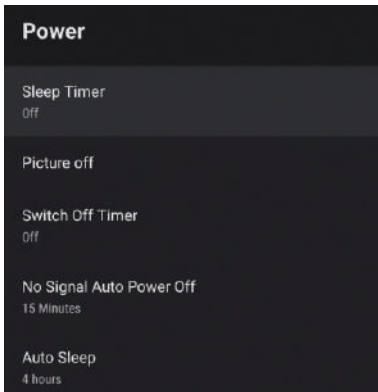 Power
Sleep Timer
Off
Picture off
Switch Off Timer
Off
No Signal Auto Power Off
15 Minutes
Auto Sleep
4 hours